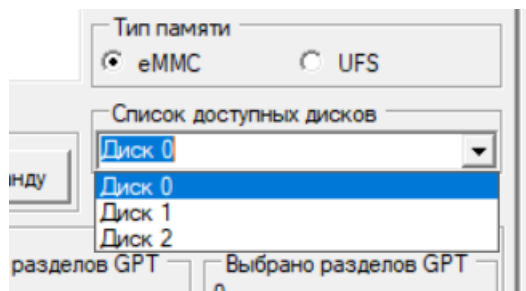 Тип памяти
eMMC
UFS
Список доступных дисков
Диск 0
нду
Диск 0
Диск 1
Диск 2
разделов GPT
Выбрано разделов GPT